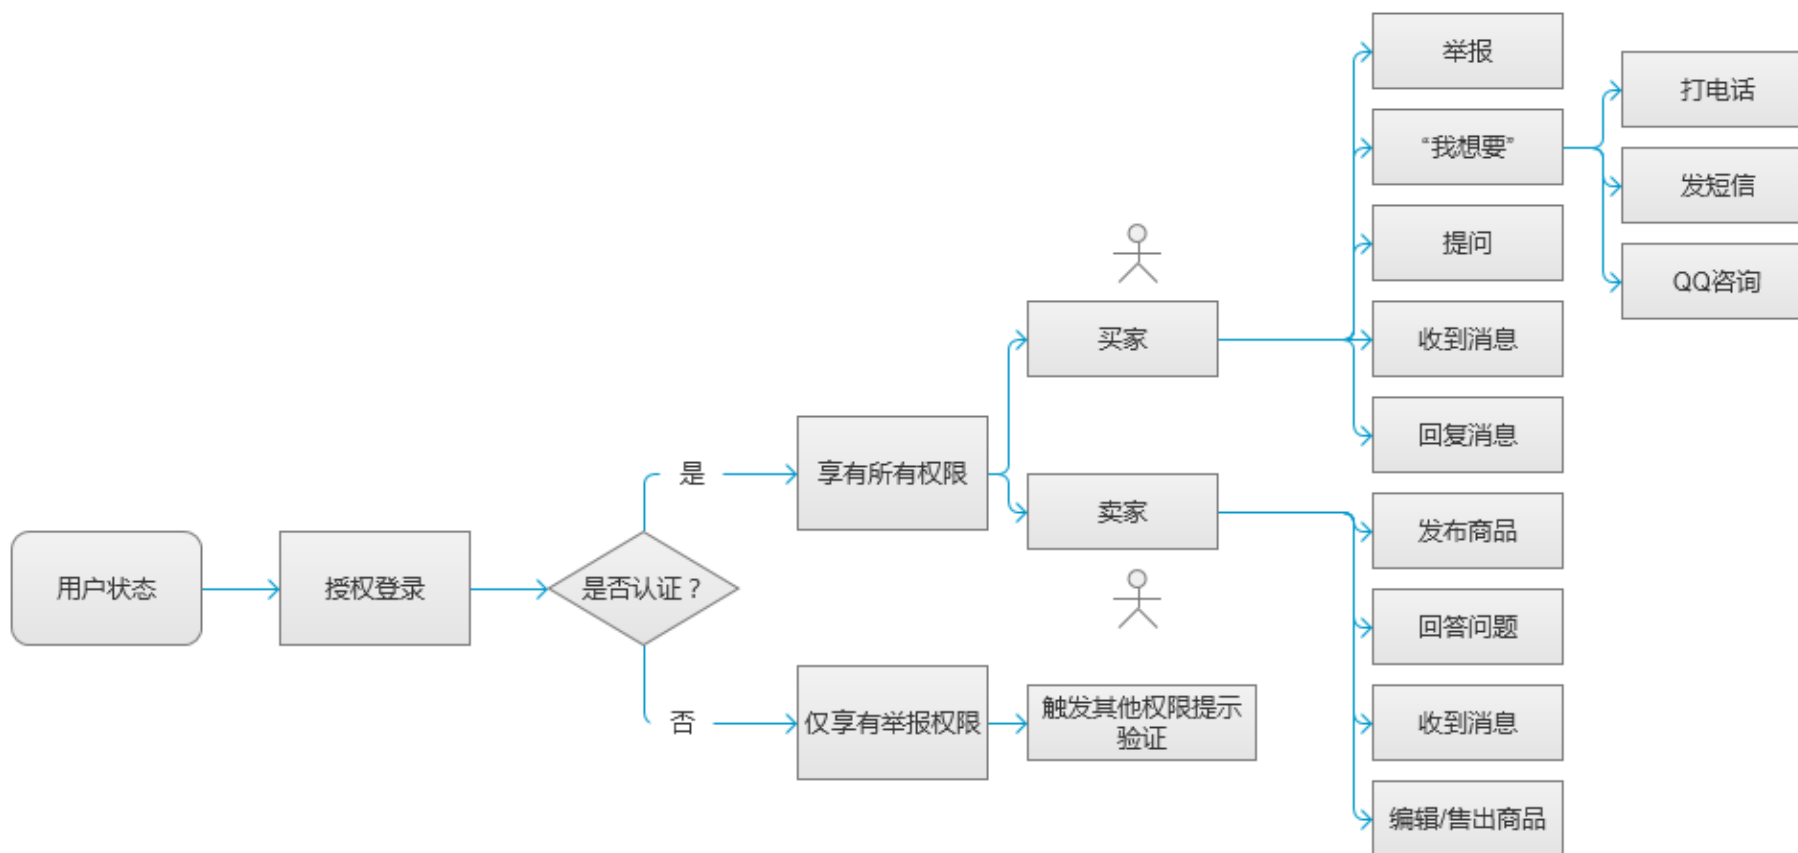 用户状态
授权登录
是否认证？
是
否
享有所有权限
仅享有举报权限
触发其他权限提示
验证
买家
卖家
举报
“我想要”
提问
收到消息
回复消息
发布商品
回答问题
收到消息
编辑/售出商品
打电话
发短信
QQ咨询